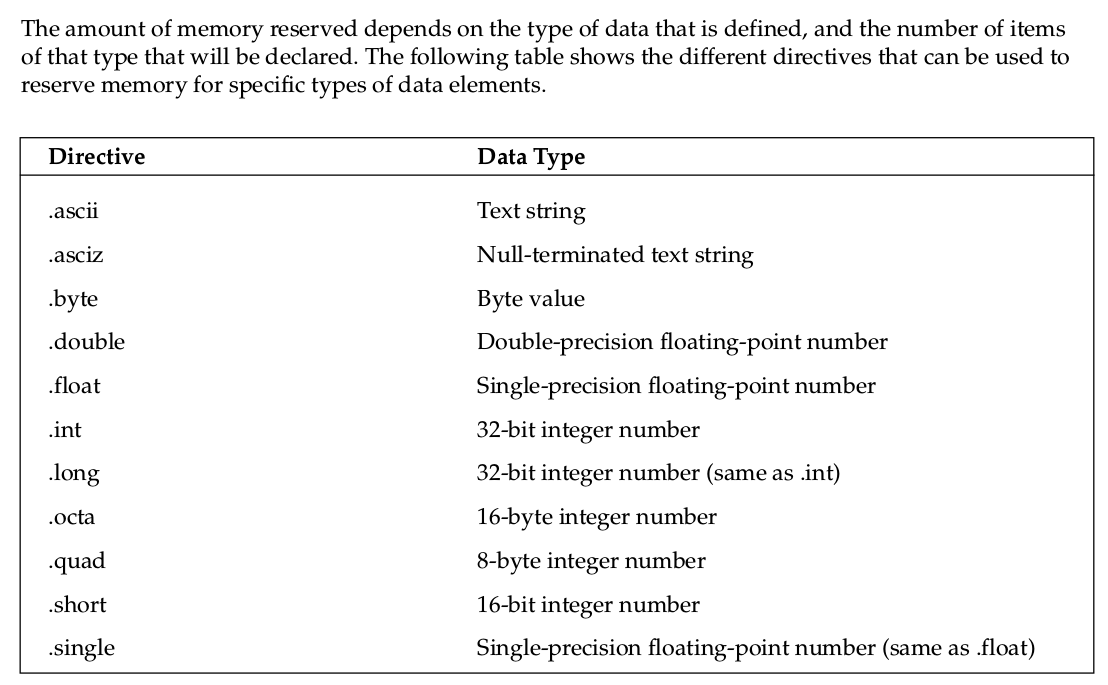 The amount of memory reserved depends on the type of data that is defined, and the number of items
of that type that will be declared. The following table shows the different directives that can be used to
reserve memory for specific types of data elements.
Directive Data Type
.ascii Text string
.asciz Null-terminated text string
.byte Byte value
.double Double-precision floating-point number
.float Single-precision floating-point number
.int 32-bit integer number
.long 32-bit integer number (same as .int)
.octa 16-byte integer number
.quad 8-byte integer number
.short 16-bit integer number
.single Single-precision floating-point number (same as .float)